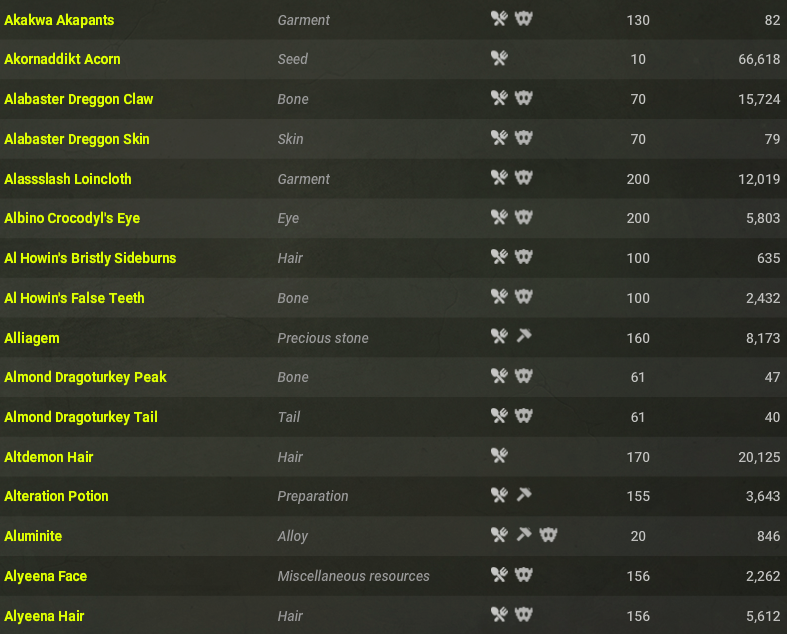 Akakwa Akapants Garment 130 82
Akornaddikt Acorn Seed 10 66,618
Alabaster Dreggon Claw Bone 70 15,724
Alabaster Dreggon Skin Skin 70 79
Alassslash Loincloth Garment 200 12,019
Albino Crocodyl's Eye Eye 200 5,803
Al Howin's Bristly Sideburns Hair 100 635
Al Howin's False Teeth Bone 100 2,432
Alliagem Precious stone 160 8,173
Almond Dragoturkey Peak Bone 61 47
Almond Dragoturkey Tail Tail 61 40
Altdemon Hair Hair 170 20,125
Alteration Potion Preparation 155 3,643
Aluminite Alloy 20 846
Alyeena Face Miscellaneous resources 156 2,262
Alyeena Hair Hair 156 5,612